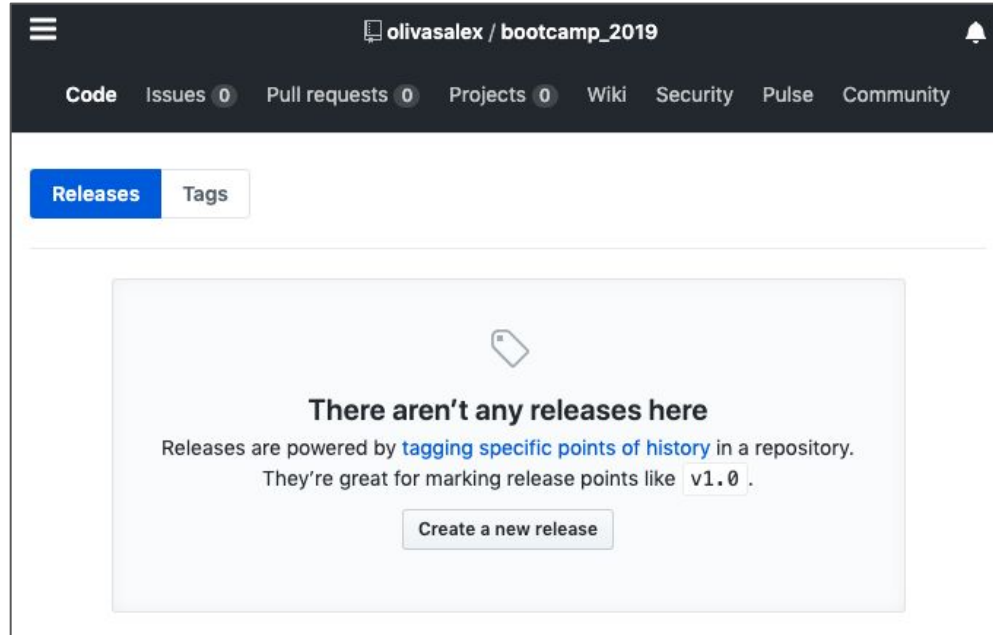 olivasalex / bootcamp_2019
Code Issues 0 Pull requests 0 Projects 0 Wiki Security Pulse Community
Releases Tags
There aren’t any releases here
Releases are powered by tagging specific points of history in a repository.
They’re great for marking release points like v1.0 .
Create a new release